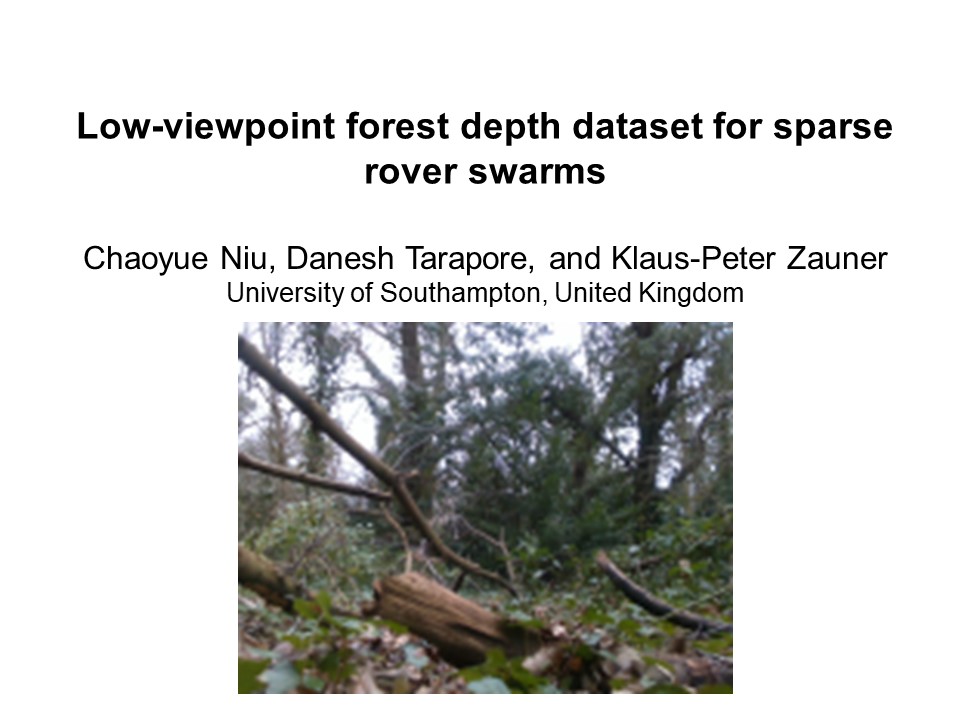 Low-viewpoint forest depth dataset for sparse
rover swarms
Chaoyue Niu, Danesh Tarapore, and Klaus-Peter Zauner
University of Southampton, United Kingdom